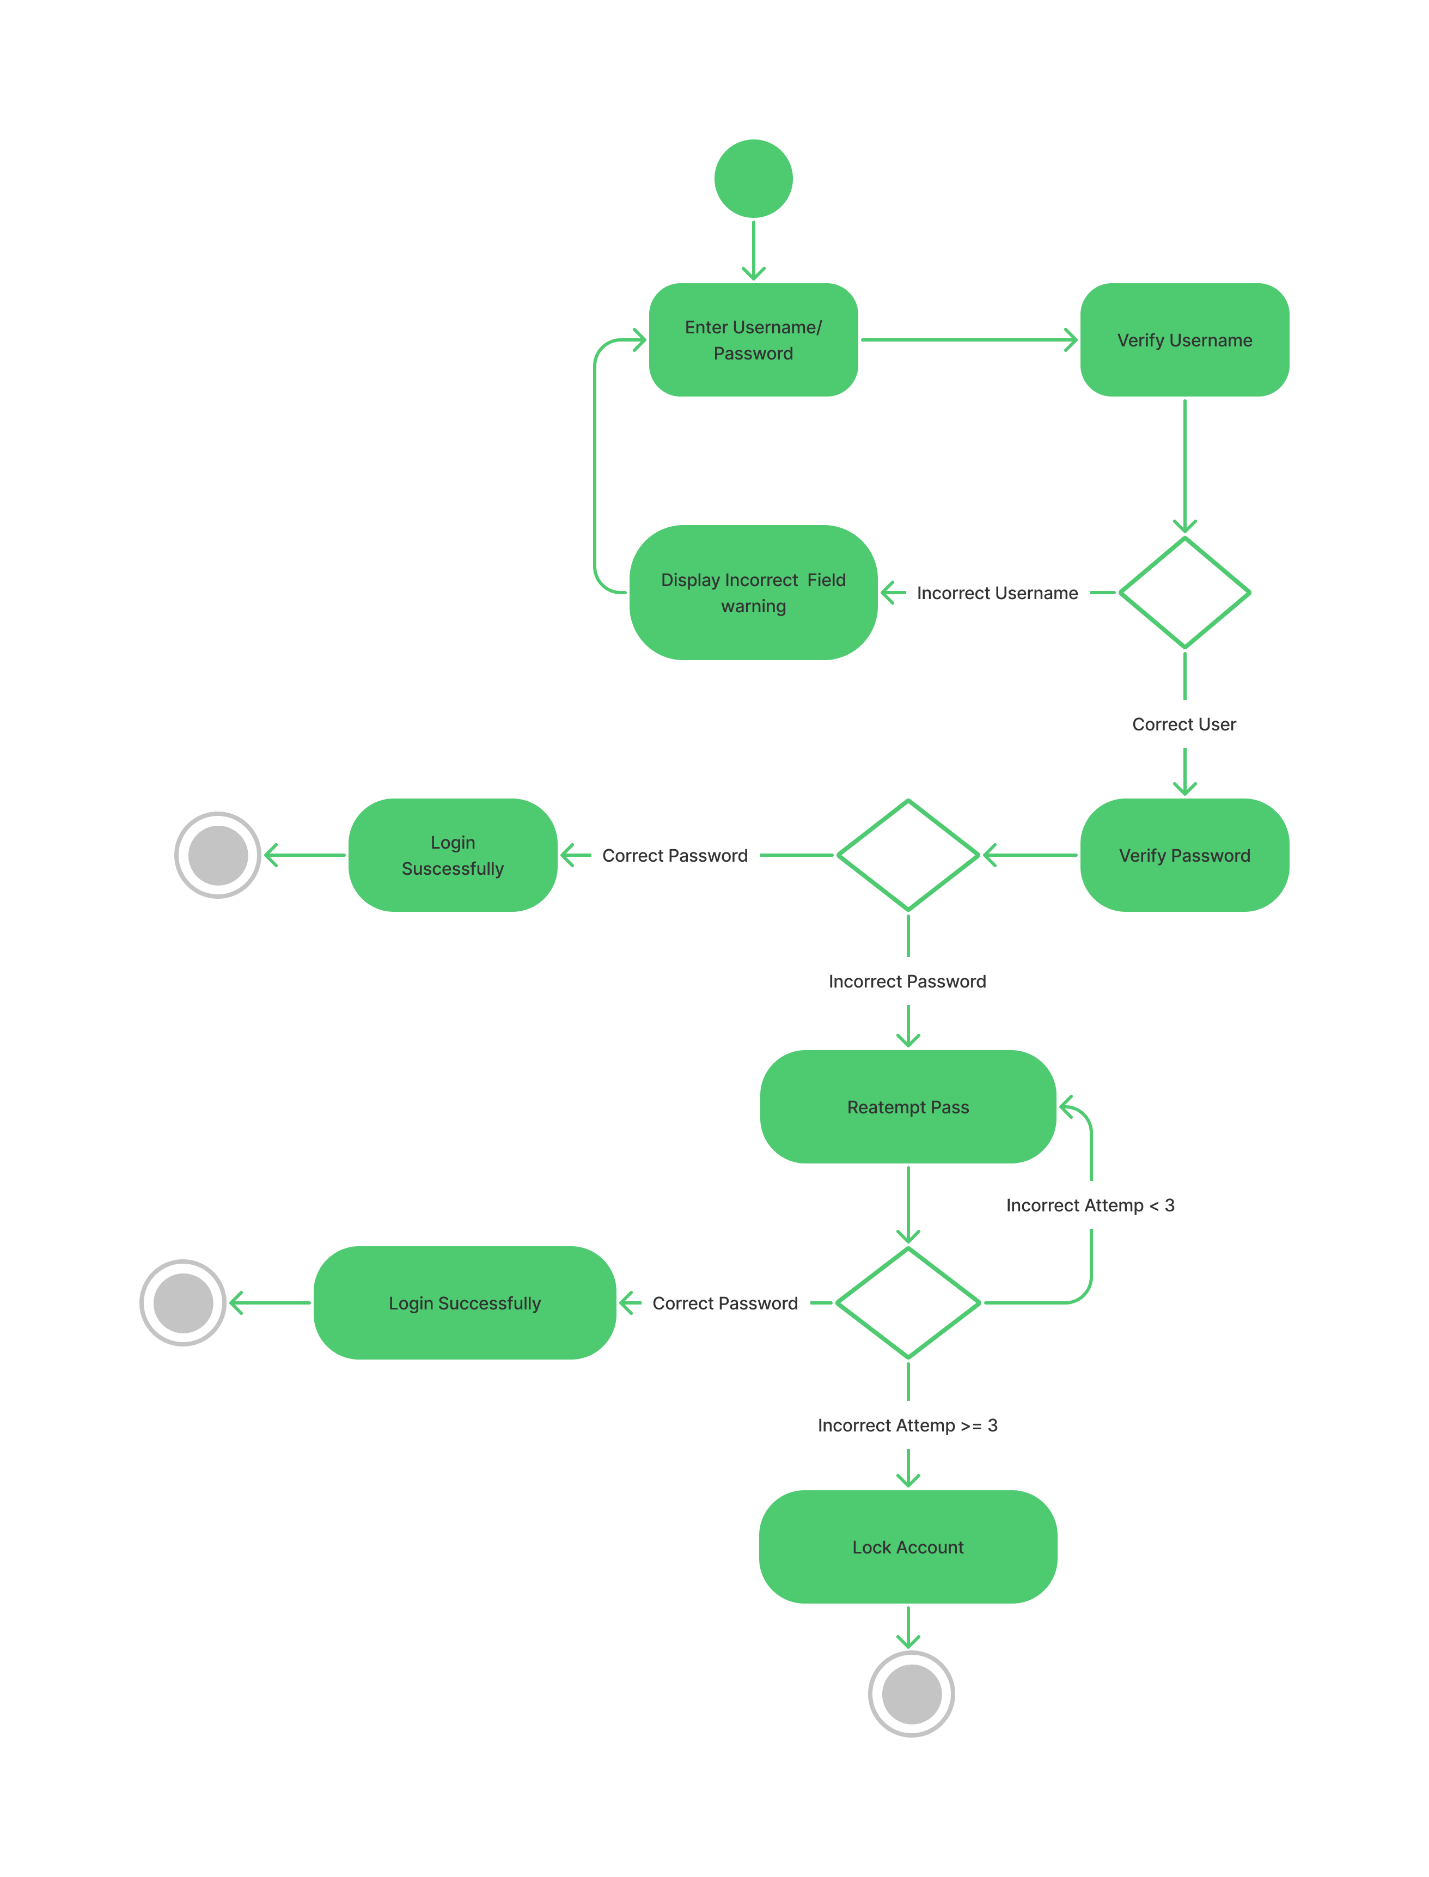 Enter Username/
Password
Verify Username
Display Incorrect  Field
warning
Incorrect Username
Correct User
Login
Suscessfully
Correct Password
Verify Password
Incorrect Password
Reatempt Pass
Incorrect Attemp < 3
Login Successfully
Correct Password
Incorrect Attemp >= 3
Lock Account